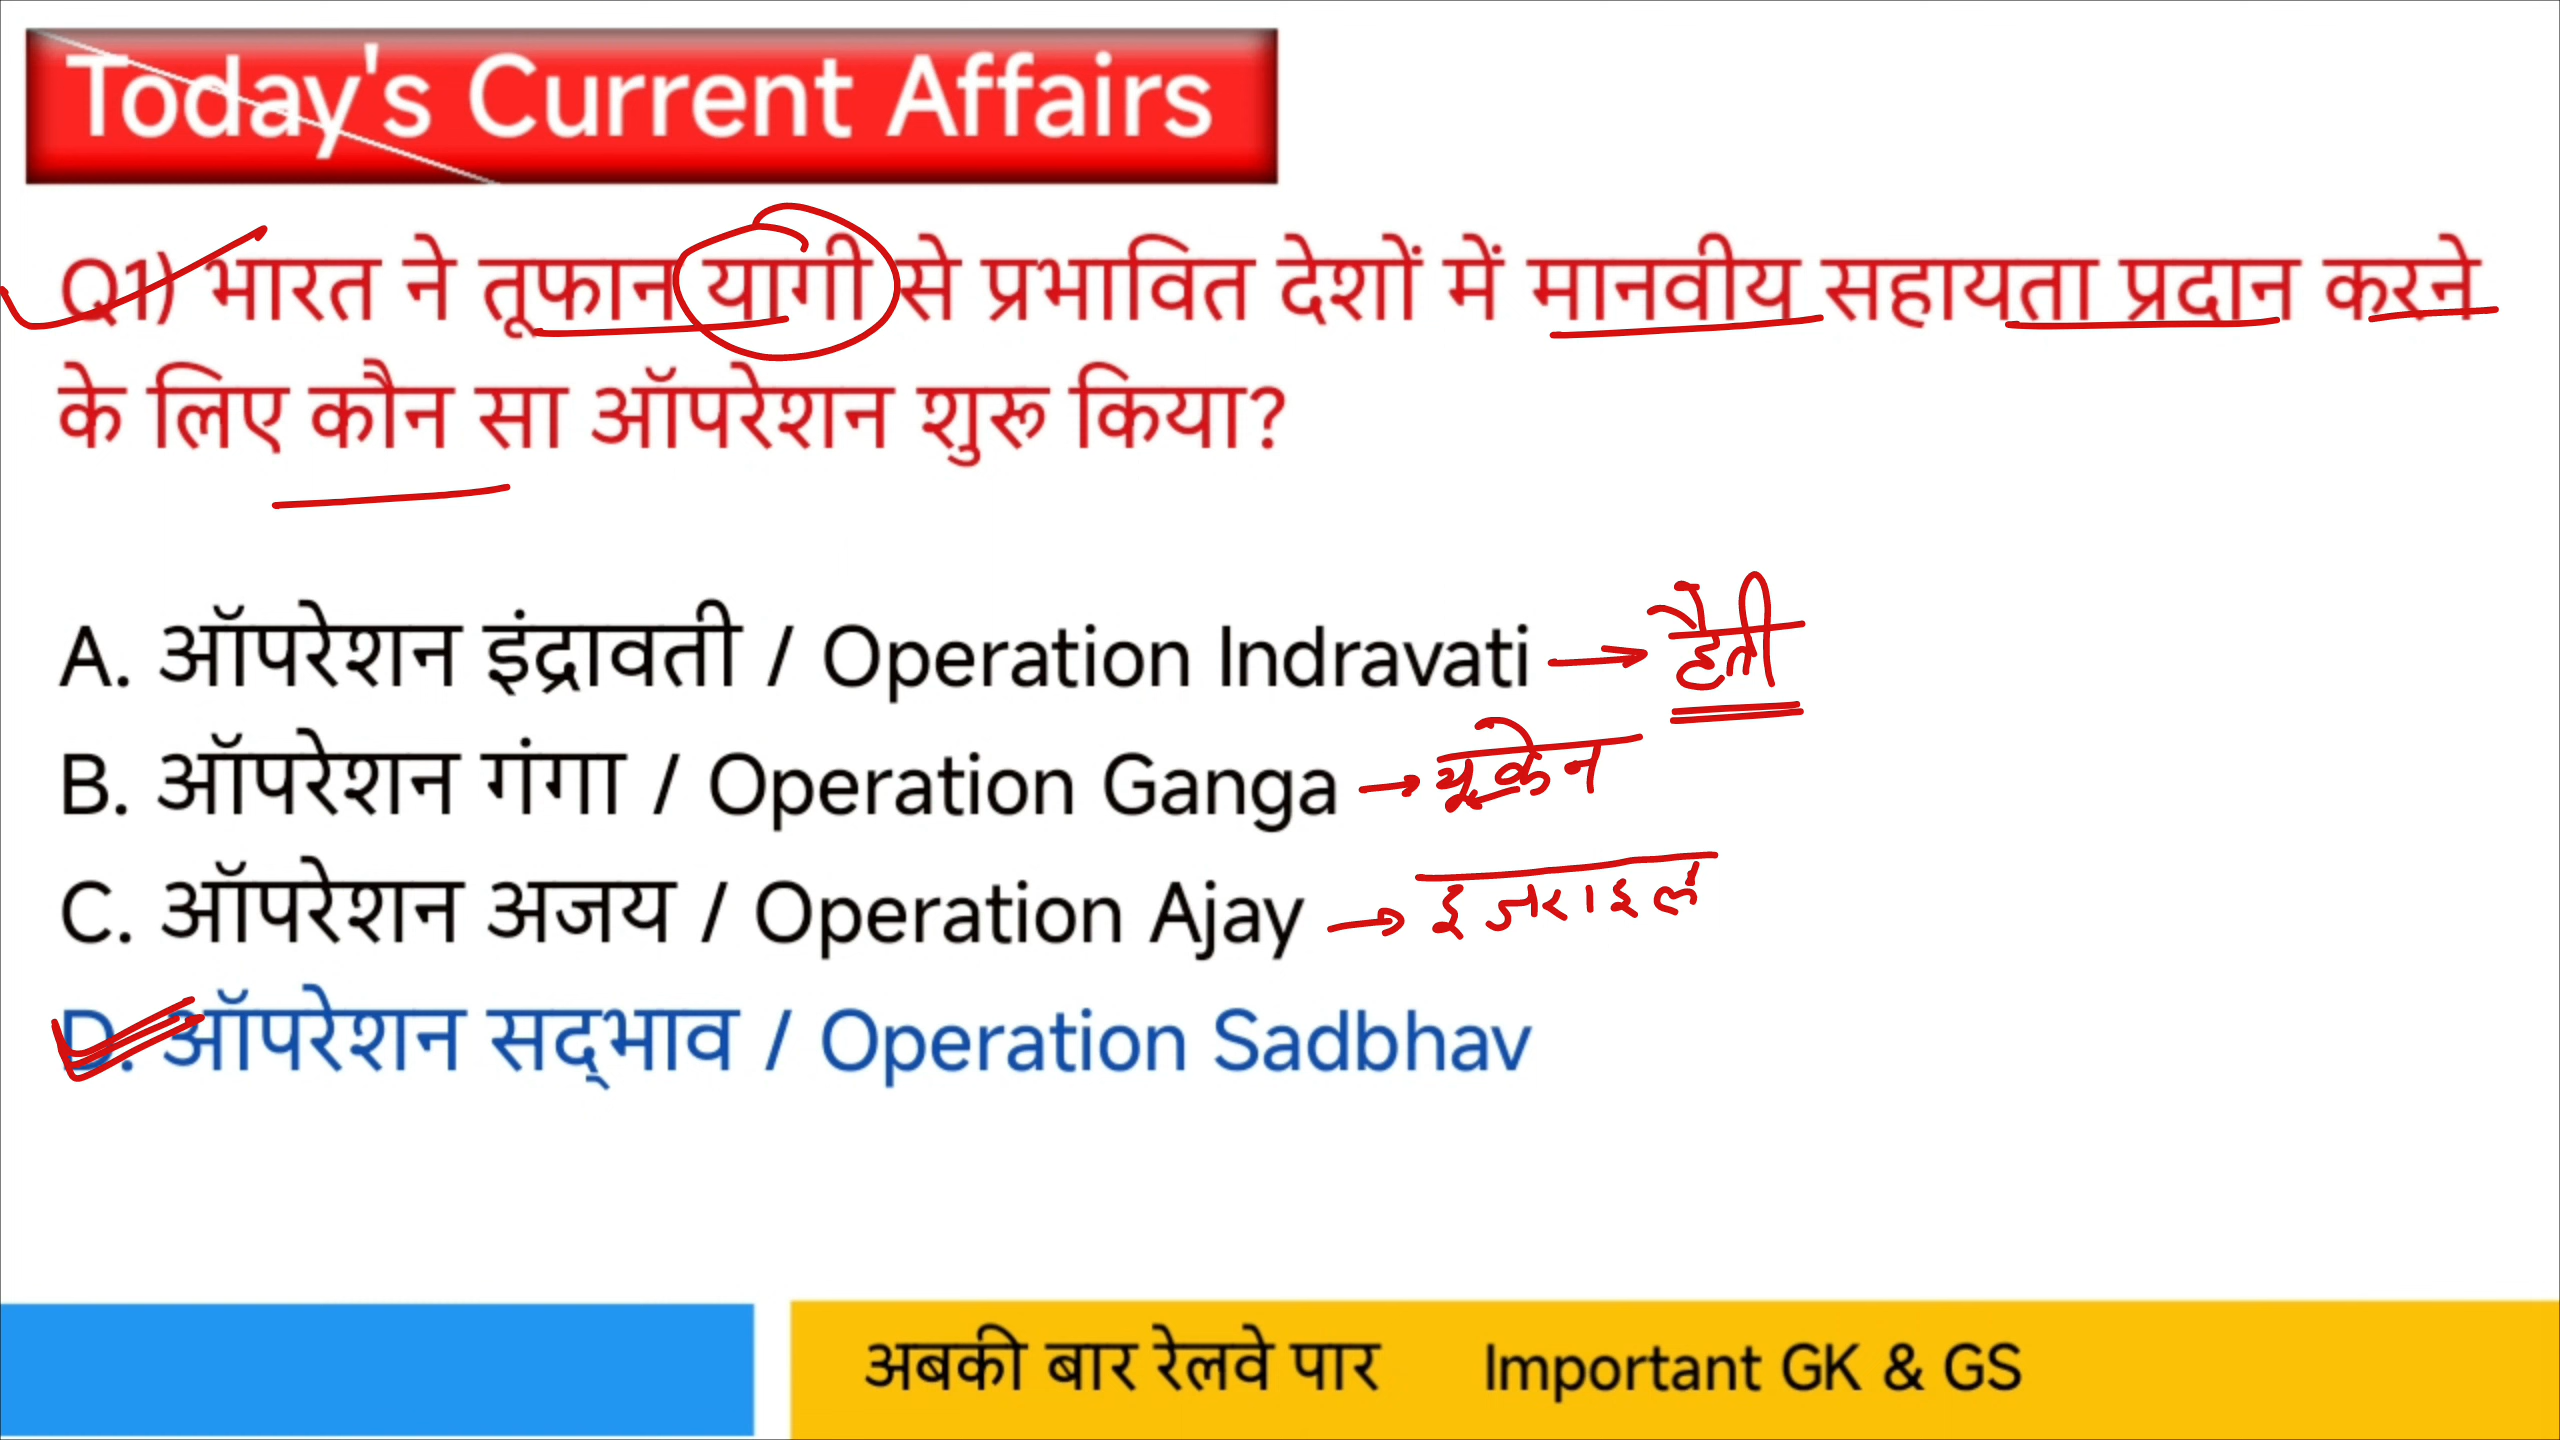 Today's Current Affairs
Q1) भारत ने तूफान यागी से प्रभावित देशों में मानवीय सहायता प्रदान करने
के लिए कौन सा ऑपरेशन शुरू किया?
A. ऑपरेशन इंद्रावती / Operation Indravati → हैती
B. ऑपरेशन गंगा / Operation Ganga → यूक्रेन
C. ऑपरेशन अजय / Operation Ajay → इजराइल
D. ऑपरेशन सद्‌भाव / Operation Sadbhav
अबकी बार रेलवे पार Important GK & GS